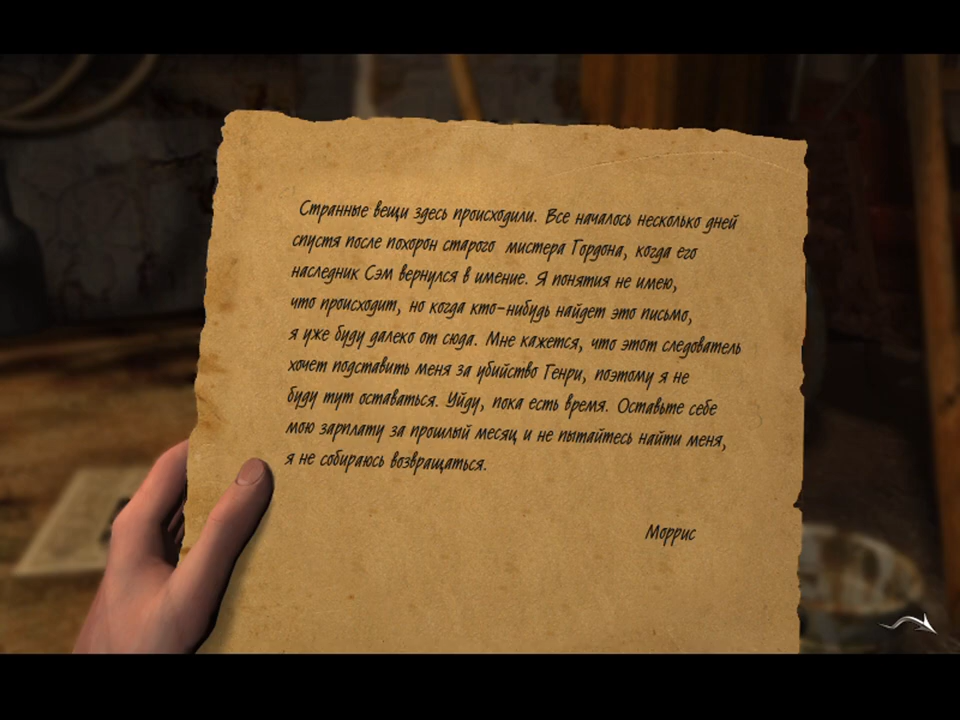 Странные вещи здесь происходили. Все началось несколько дней
спустя после похорон старого мистера Гордона, когда его
наследник Сэм вернулся в имение. Я понятия не имею,
что происходит, но когда кто-нибудь найдет это письмо,
я уже буду далеко от сюда. Мне кажется, что этот следователь
хочет подставить меня за убийство Генри, поэтому я не
буду тут оставаться. Уйду, пока есть время. Оставьте себе
мою зарплату за прошлый месяц и не пытайтесь найти меня,
я не собираюсь возвращаться.
Моррис